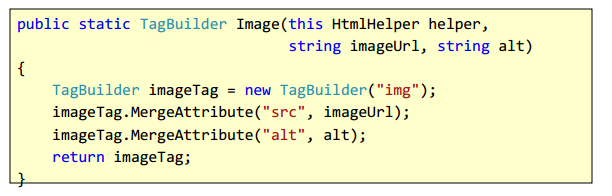 public static TagBuilder Image(this HtmlHelper helper,
                               string imageUrl, string alt)
{
    TagBuilder imageTag = new TagBuilder("img");
    imageTag.MergeAttribute("src", imageUrl);
    imageTag.MergeAttribute("alt", alt);
    return imageTag;
}